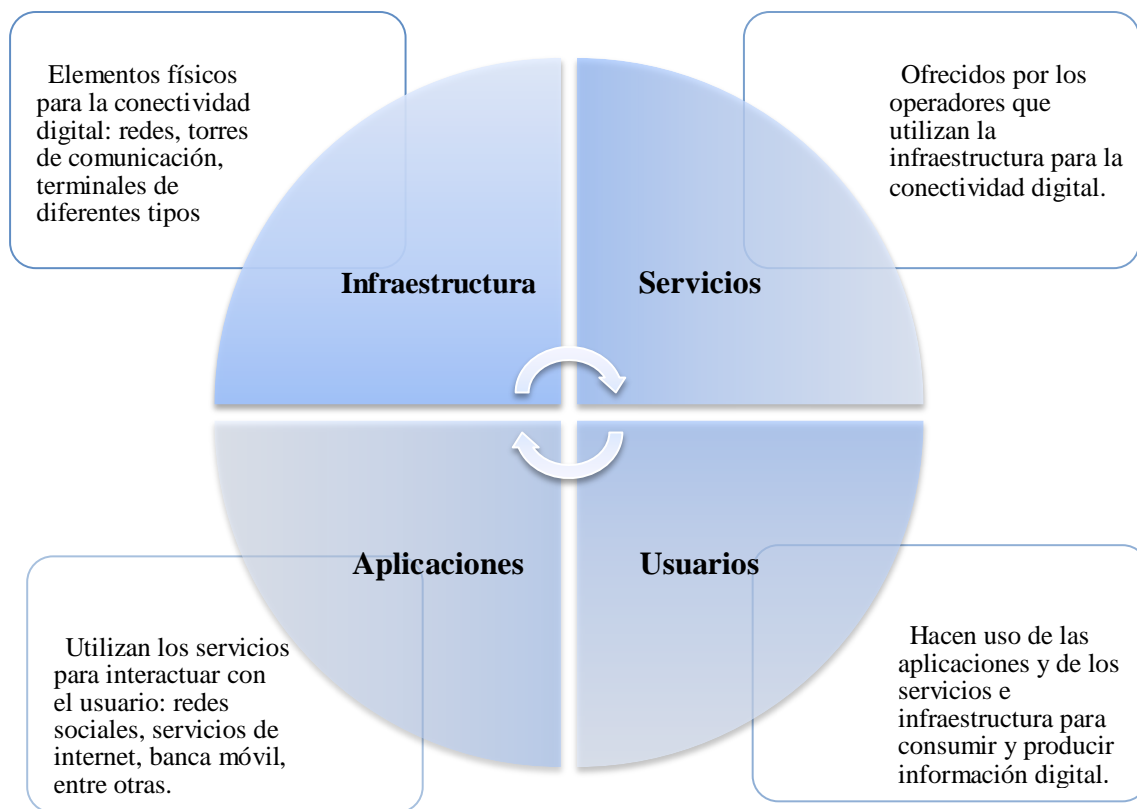 Elementos físicos
para la conectividad
digital: redes, torres
de comunicación,
terminales de
diferentes tipos
Ofrecidos por los
operadores que
utilizan la
infraestructura para la
conectividad digital.
Infraestructura
Servicios
Aplicaciones
Usuarios
Utilizan los servicios
para interactuar con
el usuario: redes
sociales, servicios de
internet, banca móvil,
entre otras.
Hacen uso de las
aplicaciones y de los
servicios e
infraestructura para
consumir y producir
información digital.